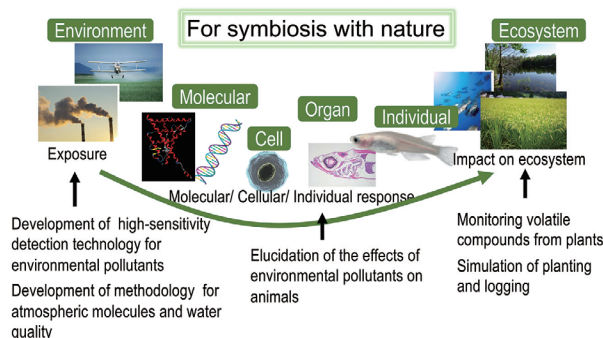 For symbiosis with nature
Environment
Ecosystem
Molecular
Cell
Organ
Individual
Exposure
Molecular/ Cellular/ Individual response
Impact on ecosystem
Development of high-sensitivity
detection technology for
environmental pollutants
Development of methodology for
atmospheric molecules and water
quality
Elucidation of the effects of
environmental pollutants on
animals
Monitoring volatile
compounds from plants
Simulation of planting
and logging